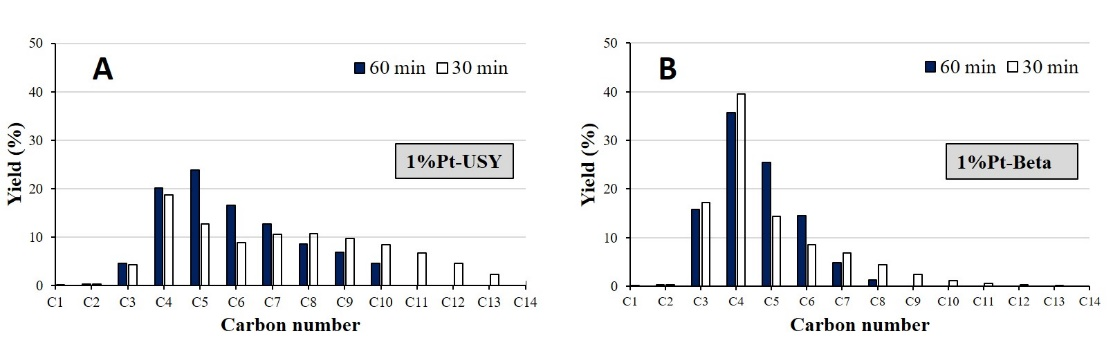 A
60 min 30 min
1%Pt-USY
Yield (%)
50
40
30
20
10
0
C1 C2 C3 C4 C5 C6 C7 C8 C9 C10 C11 C12 C13 C14
Carbon number
B
60 min 30 min
1%Pt-Beta
Yield (%)
50
40
30
20
10
0
C1 C2 C3 C4 C5 C6 C7 C8 C9 C10 C11 C12 C13 C14
Carbon number